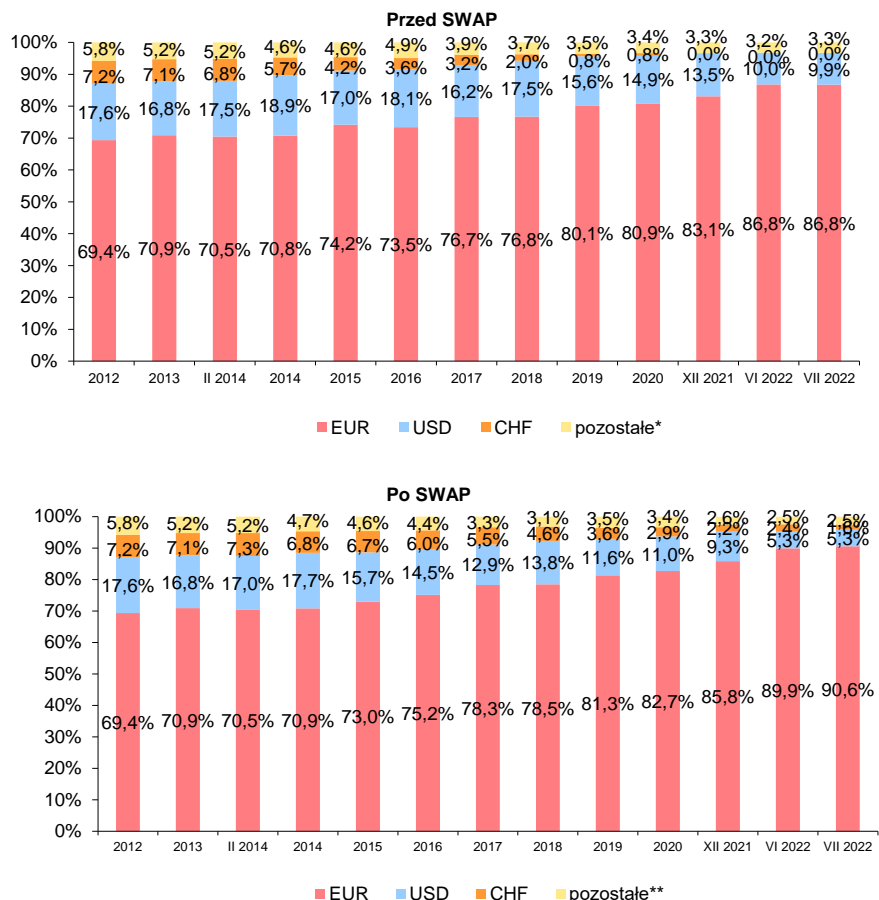 Przed SWAP
100%
90%
80%
70%
60%
50%
40%
30%
20%
10%
0%
5,8% 5,2% 5,2% 4,6% 4,6% 4,9% 3,9% 3,7% 3,5% 3,4% 3,3% 3,2% 3,3%
7,2% 7,1% 6,8% 5,7% 4,2% 3,6% 3,2% 2,0% 0,8% 0,8% 0,0% 0,0% 0,0%
17,6% 16,8% 17,5% 18,9% 17,0% 18,1% 16,2% 17,5% 15,6% 14,9% 13,5% 10,0% 9,9%
69,4% 70,9% 70,5% 70,8% 74,2% 73,5% 76,7% 76,8% 80,1% 80,9% 83,1% 86,8% 86,8%
2012 2013 II 2014 2014 2015 2016 2017 2018 2019 2020 XII 2021 VI 2022 VII 2022
EUR USD CHF pozostałe*
Po SWAP
100%
90%
80%
70%
60%
50%
40%
30%
20%
10%
0%
5,8% 5,2% 5,2% 4,7% 4,6% 4,4% 3,3% 3,1% 3,5% 3,4% 2,6% 2,5% 2,5%
7,2% 7,1% 7,3% 6,8% 6,7% 6,0% 5,5% 4,6% 3,6% 2,9% 2,2% 2,4% 1,6%
17,6% 16,8% 17,0% 17,7% 15,7% 14,5% 12,9% 13,8% 11,6% 11,0% 9,3% 5,3% 5,3%
69,4% 70,9% 70,5% 70,9% 73,0% 75,2% 78,3% 78,5% 81,3% 82,7% 85,8% 89,9% 90,6%
2012 2013 II 2014 2014 2015 2016 2017 2018 2019 2020 XII 2021 VI 2022 VII 2022
EUR USD CHF pozostałe**